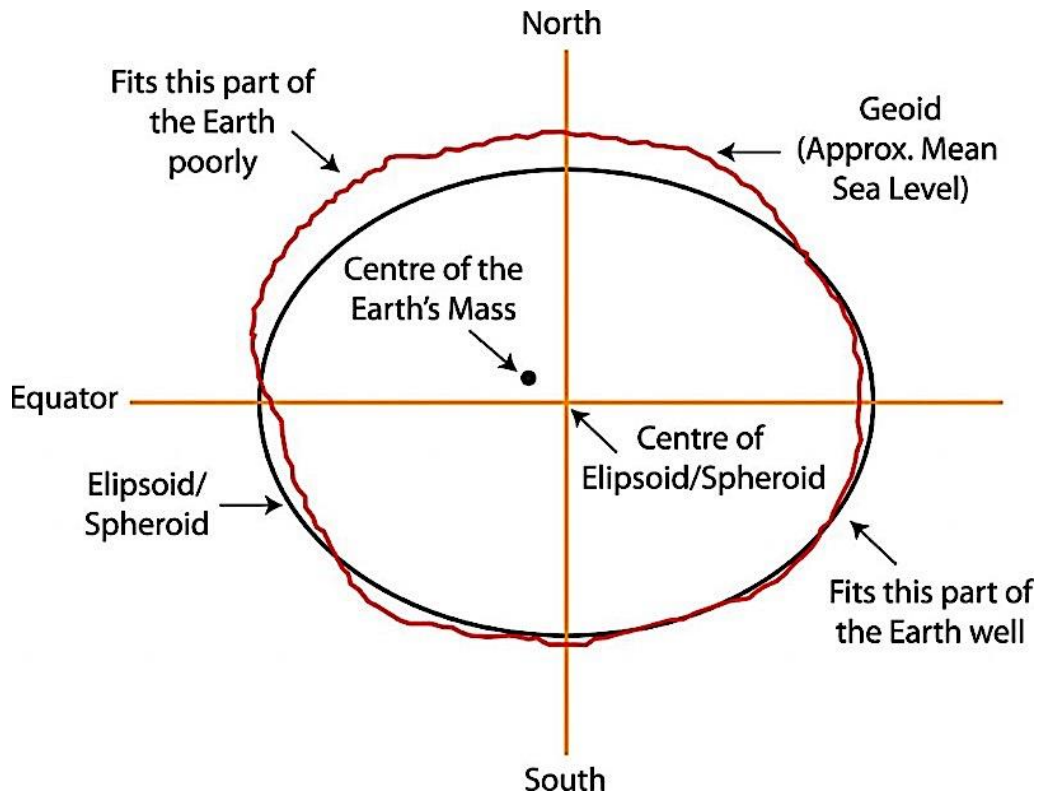 North
Fits this part of
the Earth
poorly
Geoid
(Approx. Mean
Sea Level)
Centre of the
Earth's Mass
Equator
Centre of
Elipsoid/Spheroid
Elipsoid/
Spheroid
Fits this part of
the Earth well
South